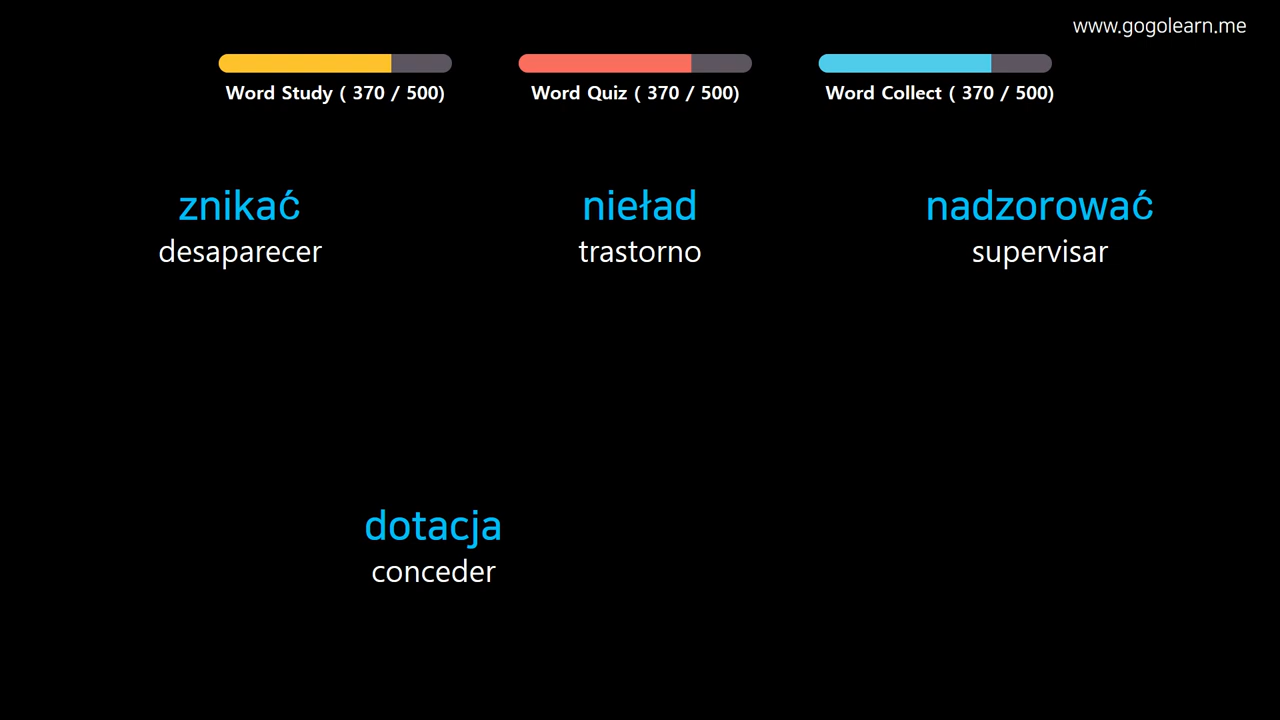 www.gogolearn.me
Word Study ( 370 / 500)
Word Quiz ( 370 / 500)
Word Collect ( 370 / 500)
znikać
desaparecer
nieład
trastorno
nadzorować
supervisar
dotacja
conceder